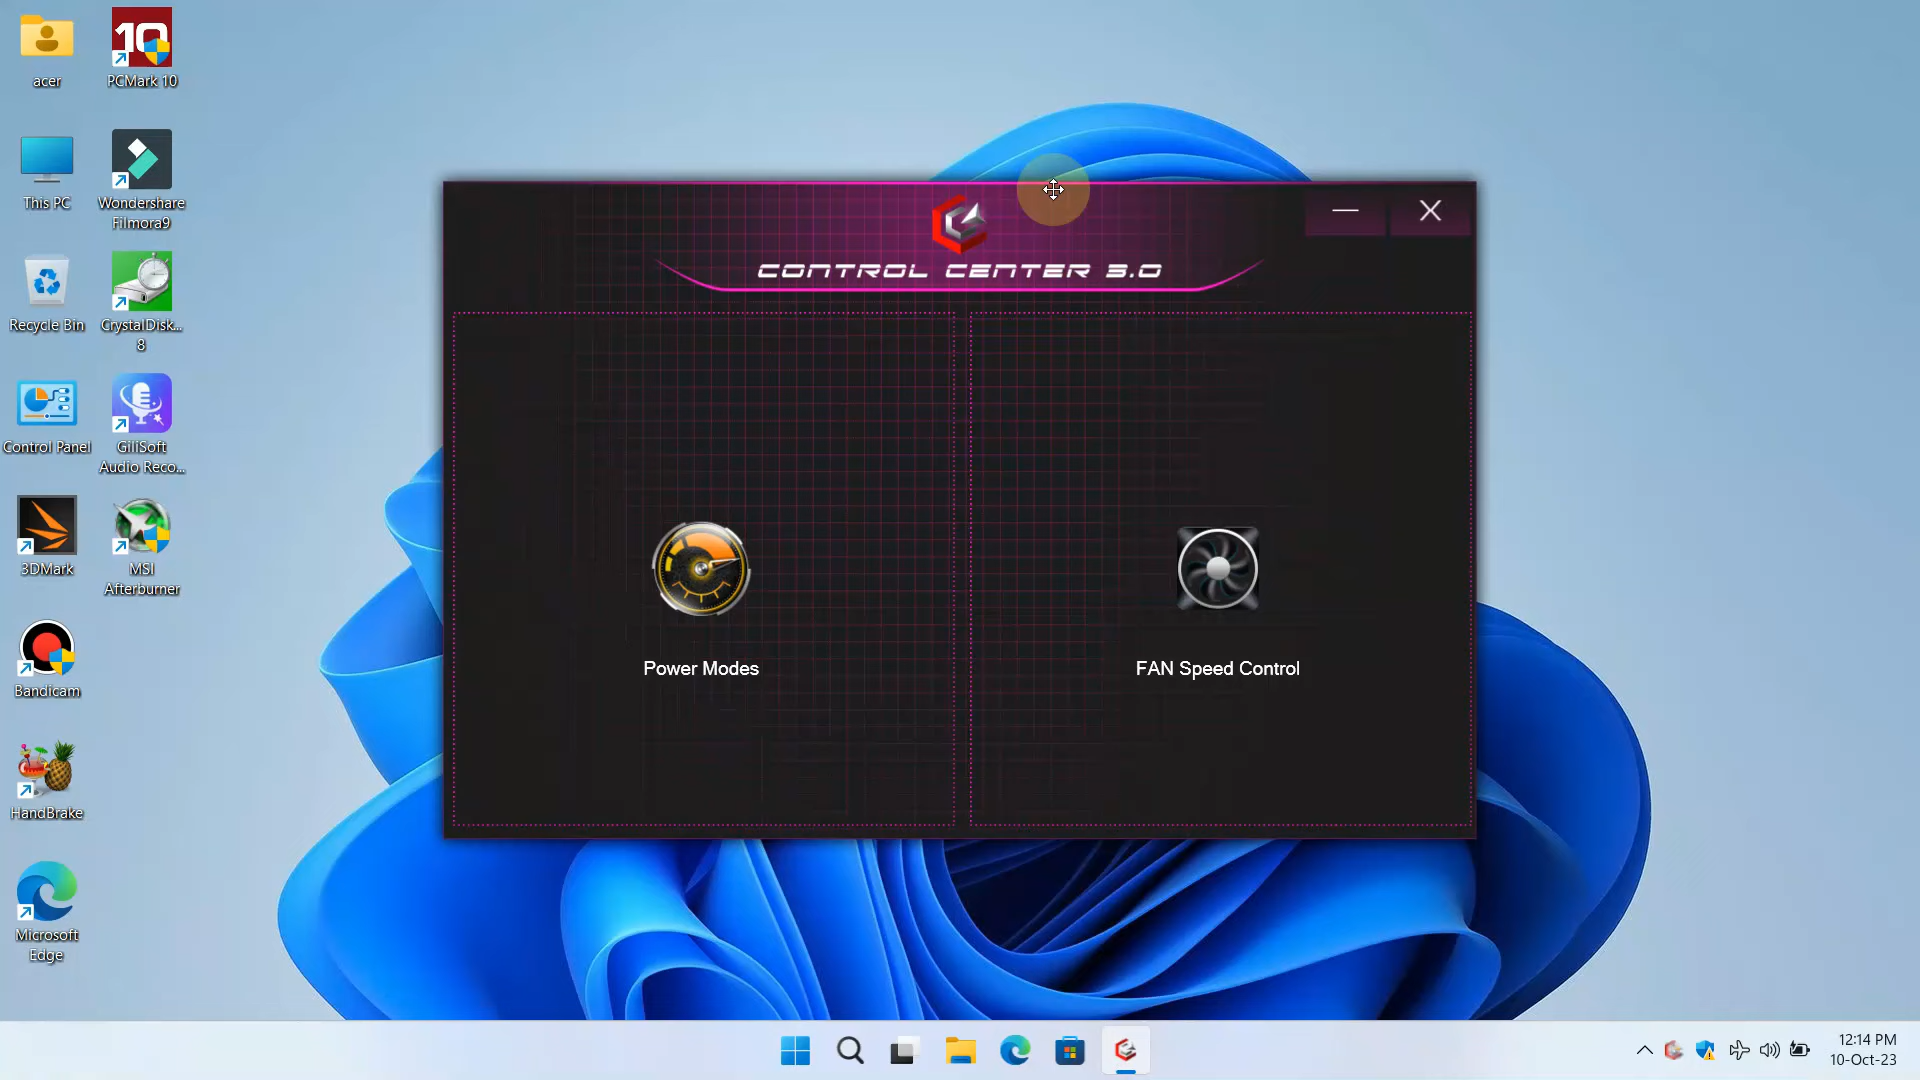 acer
PCMark 10
This PC
Wondershare
Filmora9
Recycle Bin
CrystalDisk...
8
Control Panel
GiliSoft
Audio Reco...
3DMark
MSI
Afterburner
Bandicam
HandBrake
Microsoft
Edge
CONTROL CENTER 3.0
Power Modes
FAN Speed Control
12:14 PM
10-Oct-23